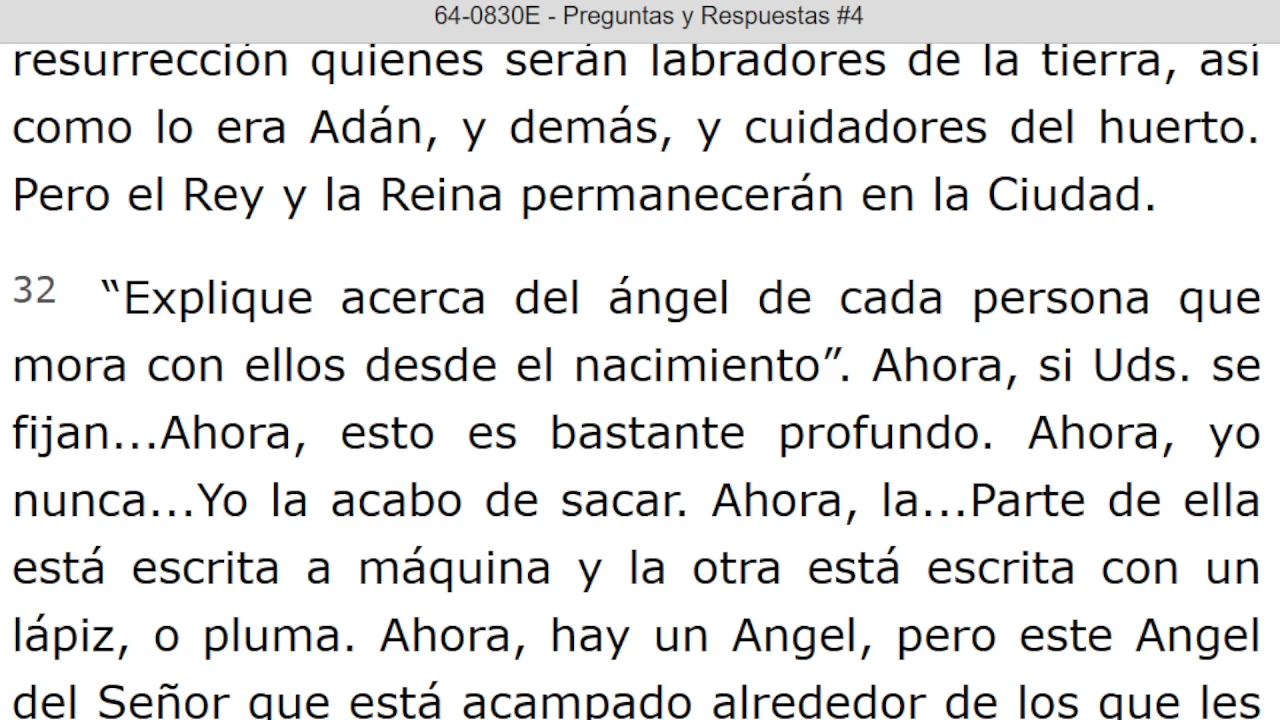 64-0830E - Preguntas y Respuestas #4
resurrección quienes serán labradores de la tierra, así
como lo era Adán, y demás, y cuidadores del huerto.
Pero el Rey y la Reina permanecerán en la Ciudad.
32 “Explique acerca del ángel de cada persona que
mora con ellos desde el nacimiento”. Ahora, si Uds. se
fijan...Ahora, esto es bastante profundo. Ahora, yo
nunca...Yo la acabo de sacar. Ahora, la...Parte de ella
está escrita a máquina y la otra está escrita con un
lápiz, o pluma. Ahora, hay un Angel, pero este Angel
del Señor que está acampado alrededor de los que les